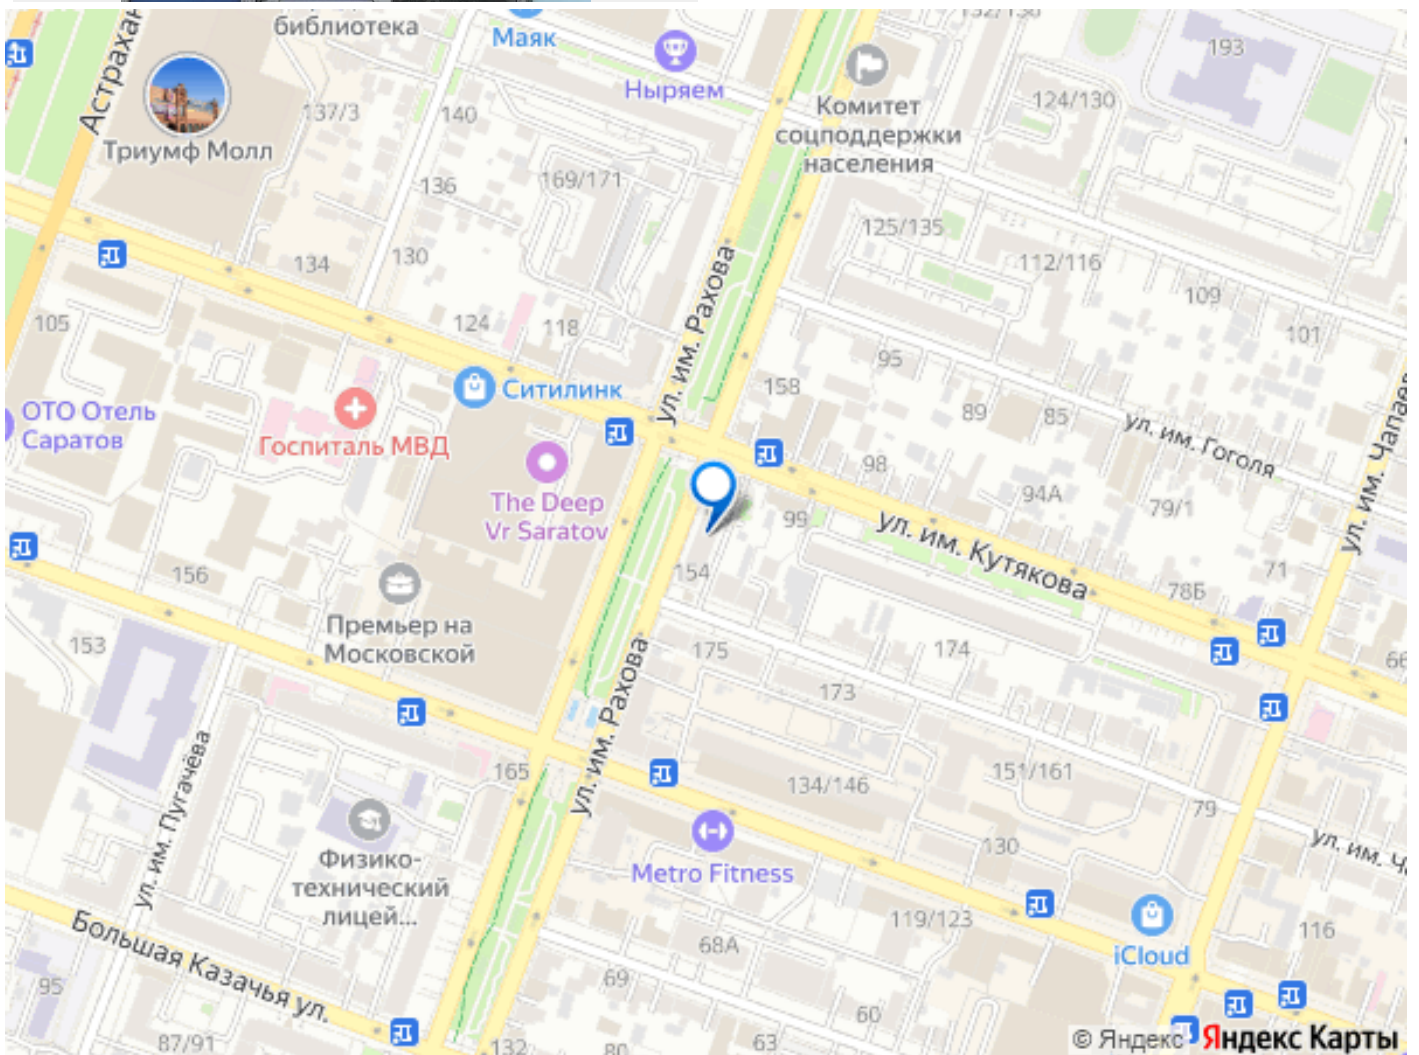 библиотека
Маяк
Астрахан
Ныряем
193
Комитет
соцподдержки
населения
124/130
137/3
140
Триумф Молл
136
169/171
125/135
130
134
112/116
109
101
105
124
118
ул. им. Рахова
95
158
89
85
ул. им. Гоголя
ул. им. Чапаев
Ситилинк
ОТО Отель
Саратов
Госпиталь МВД
The Deep
Vr Saratov
98
94А
79/1
99
ул. им. Кутякова
154
156
71
78Б
Премьер на
Московской
153
175
174
66
173
ул. им. Рахова
ул. им. Пугачёва
165
134/146
151/161
79
ул. им. Ч
Metro Fitness
130
Физико-
технический
лицей...
119/123
68А
116
iCloud
Большая Казачья ул.
95
69
60
87/91
132
80
63
© Яндекс Яндекс Карты